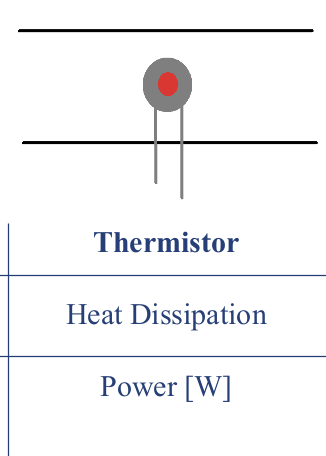 Thermistor
Heat Dissipation
Power [W]